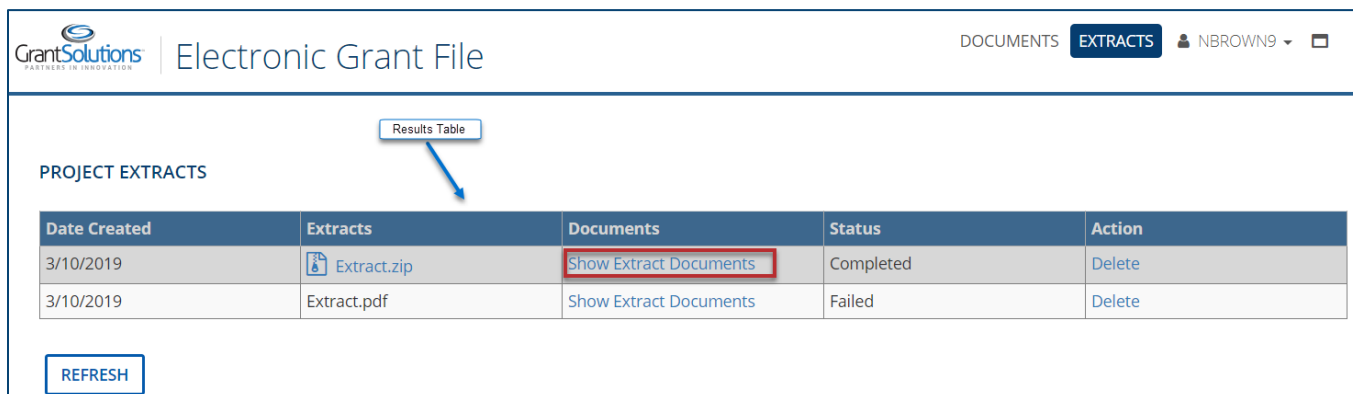 GrantSolutions
PARTNERS IN INNOVATION
Electronic Grant File
DOCUMENTS EXTRACTS NBROWN9
Results Table
PROJECT EXTRACTS
Date Created Extracts Documents Status Action
3/10/2019 Extract.zip Show Extract Documents Completed Delete
3/10/2019 Extract.pdf Show Extract Documents Failed Delete
REFRESH